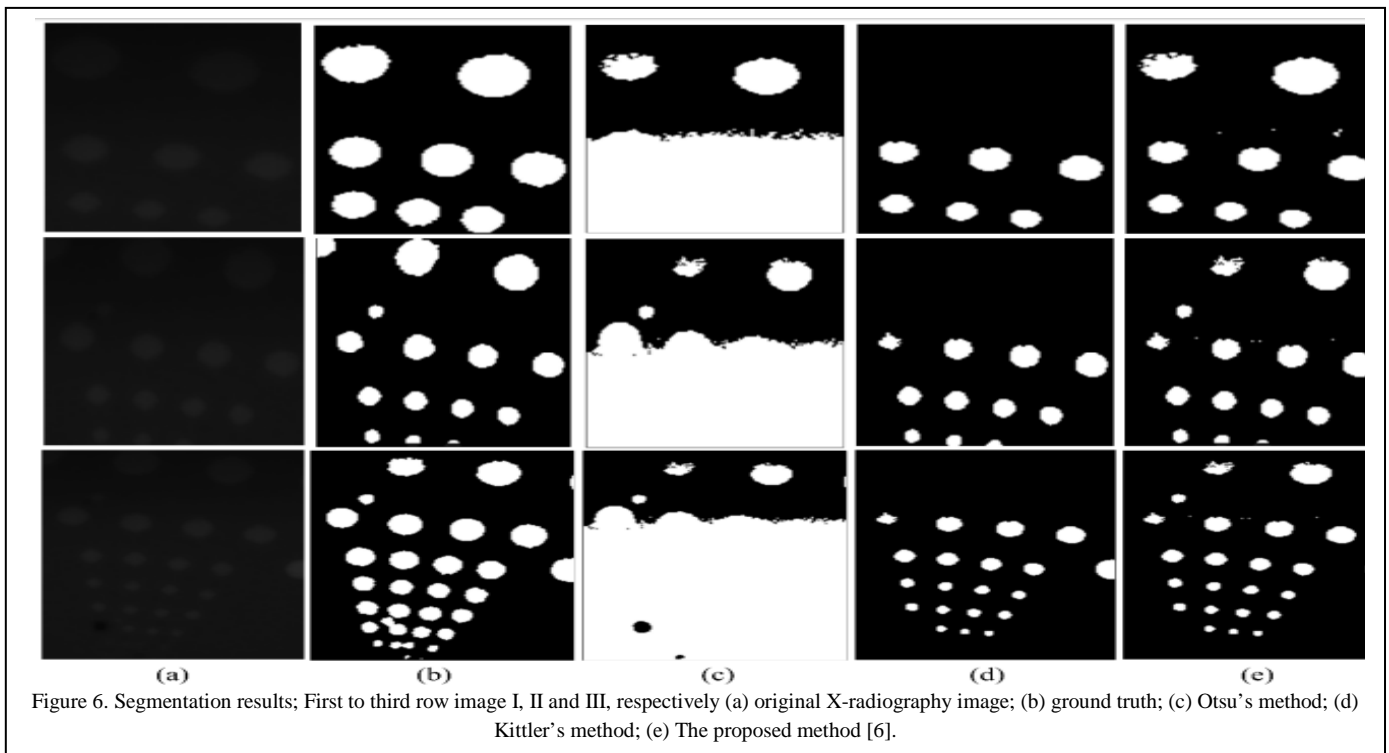 (a) (b) (c) (d) (e)
Figure 6. Segmentation results; First to third row image I, II and III, respectively (a) original X-radiography image; (b) ground truth; (c) Otsu’s method; (d)
Kittler’s method; (e) The proposed method [6].